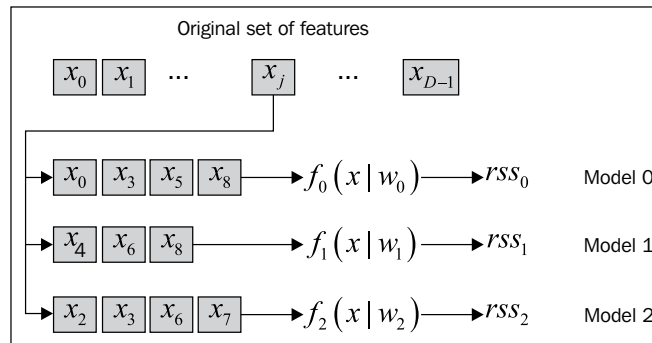 Original set of features
x₀ x₁ ... xⱼ ... x_D−1
x₀ x₃ x₅ x₈ f₀(x | w₀) rss₀ Model 0
x₄ x₆ x₈ f₁(x | w₁) rss₁ Model 1
x₂ x₃ x₆ x₇ f₂(x | w₂) rss₂ Model 2